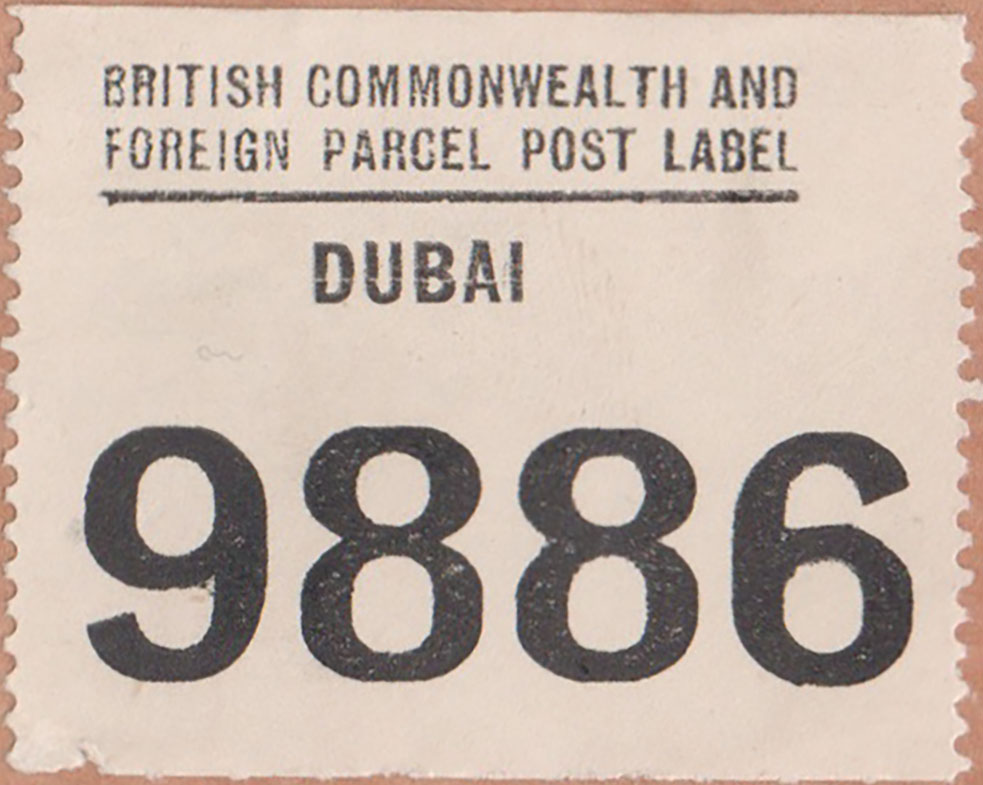 BRITISH COMMONWEALTH AND
FOREIGN PARCEL POST LABEL
DUBAI
9886